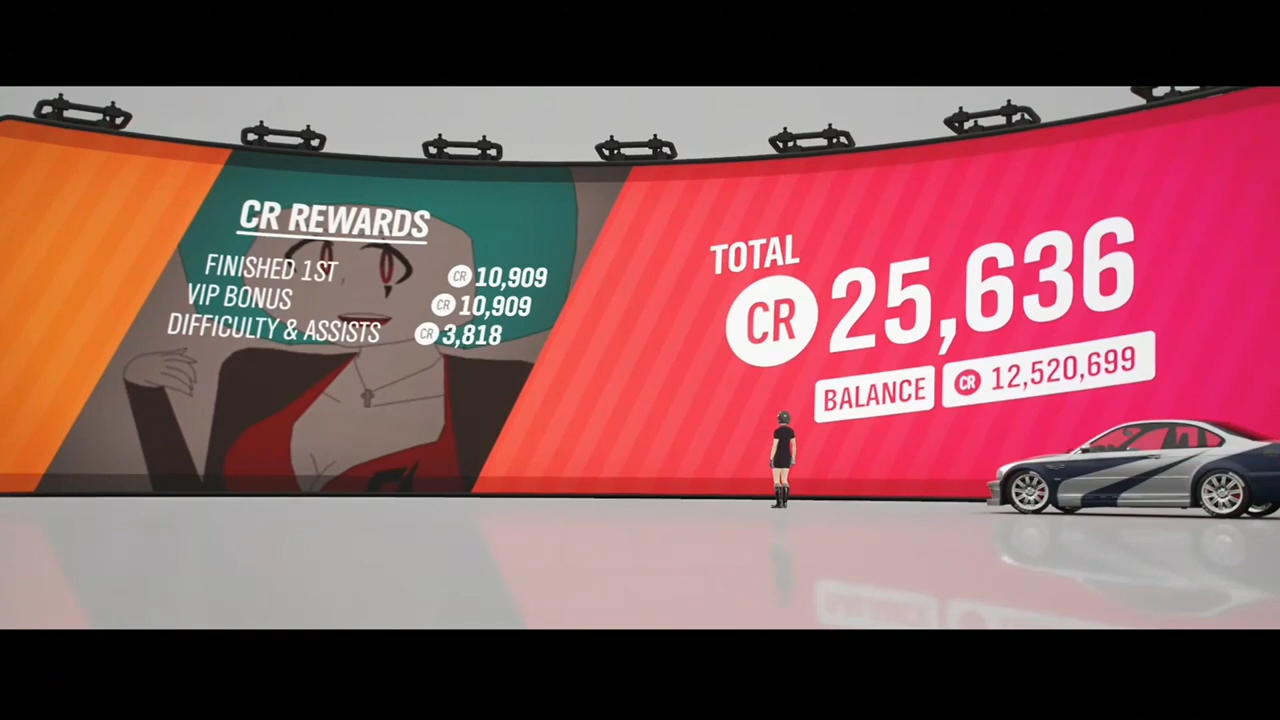 CR REWARDS
FINISHED 1ST CR 10,909
VIP BONUS CR 10,909
DIFFICULTY & ASSISTS CR 3,818
TOTAL
CR 25,636
BALANCE CR 12,520,699